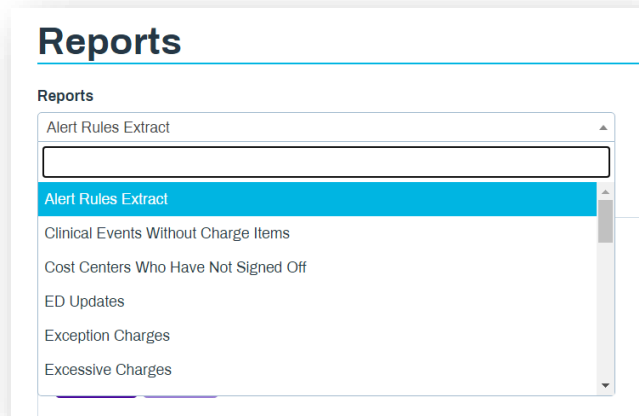 Reports
Reports
Alert Rules Extract
Alert Rules Extract
Clinical Events Without Charge Items
Cost Centers Who Have Not Signed Off
ED Updates
Exception Charges
Excessive Charges